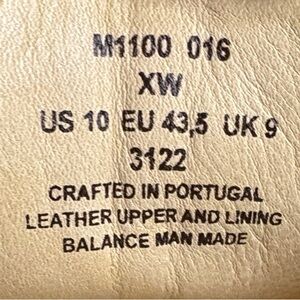 M1100 016
XW
US 10 EU 43,5 UK 9
3122
CRAFTED IN PORTUGAL
LEATHER UPPER AND LINING
BALANCE MAN MADE